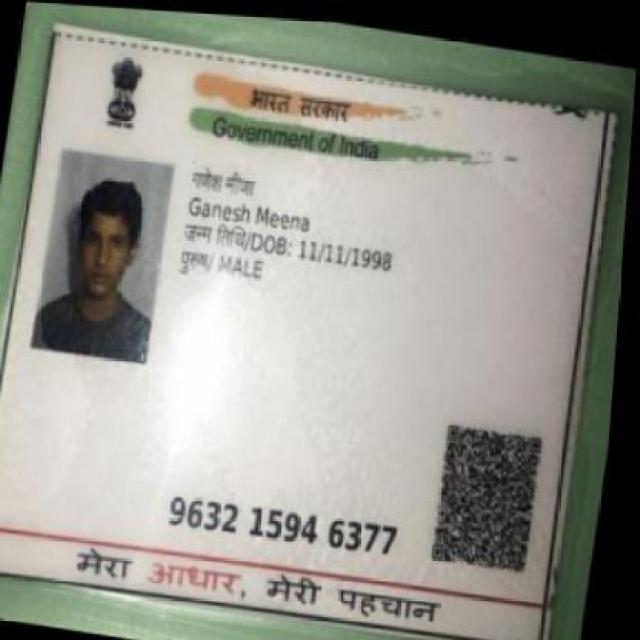 भारत सरकार
Government of India
गणेश मीणा
Ganesh Meena
जन्म तिथि/DOB: 11/11/1998
पुरुष/ MALE
9632 1594 6377
मेरा आधार, मेरी पहचान